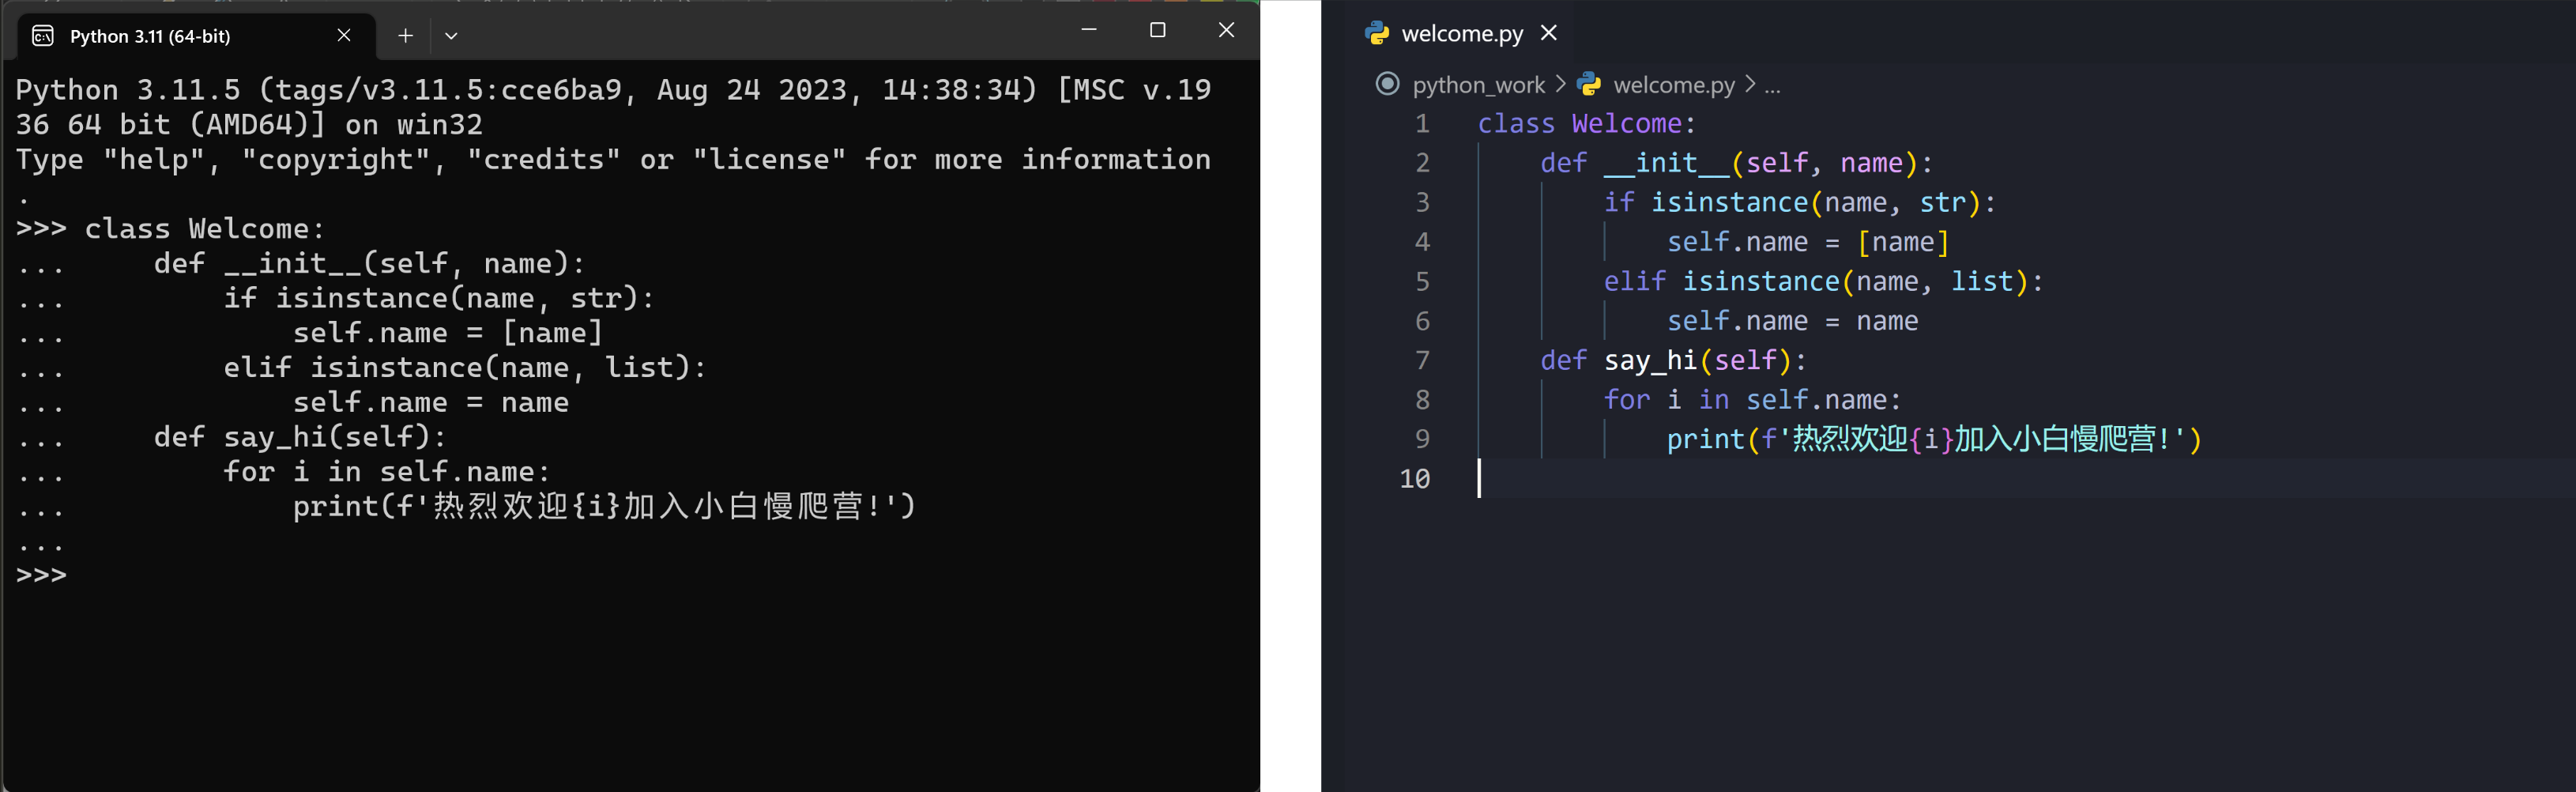 Python 3.11 (64-bit)
Python 3.11.5 (tags/v3.11.5:cce6ba9, Aug 24 2023, 14:38:34) [MSC v.19
36 64 bit (AMD64)] on win32
Type "help", "copyright", "credits" or "license" for more information
.
>>> class Welcome:
...     def __init__(self, name):
...         if isinstance(name, str):
...             self.name = [name]
...         elif isinstance(name, list):
...             self.name = name
...     def say_hi(self):
...         for i in self.name:
...             print(f'热烈欢迎{i}加入小白慢爬营!')
...
>>>
welcome.py
python_work > welcome.py > ...
1 class Welcome:
2     def __init__(self, name):
3         if isinstance(name, str):
4             self.name = [name]
5         elif isinstance(name, list):
6             self.name = name
7     def say_hi(self):
8         for i in self.name:
9             print(f'热烈欢迎{i}加入小白慢爬营!')
10